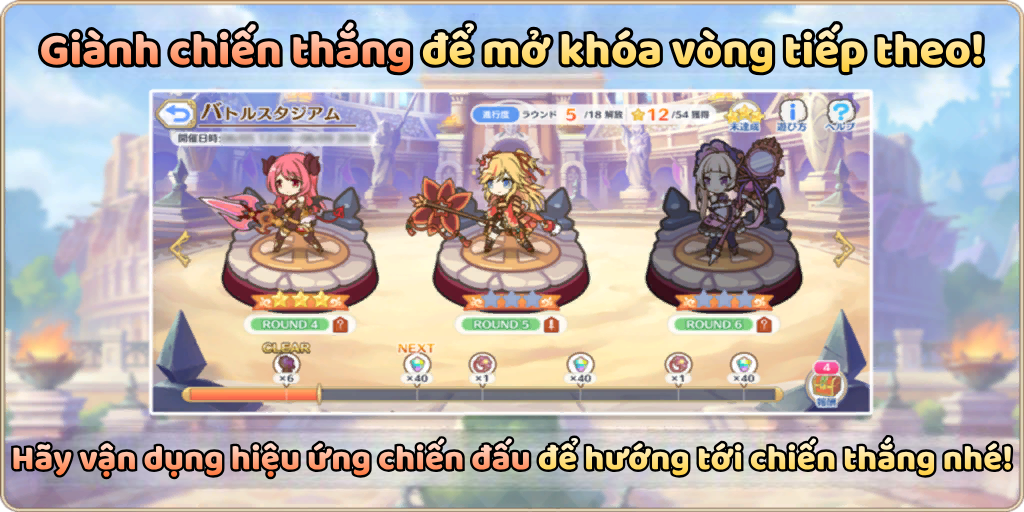 Giành chiến thắng để mở khóa vòng tiếp theo!
バトルスタジアム
進行度 ラウンド 5 /18 解放 12 /54 獲得
未達成 遊び方 ヘルプ
開催日時:
ROUND 4 ROUND 5 ROUND 6
CLEAR NEXT
×6 ×40 ×1 ×40 ×1 ×40
4
報酬
Hãy vận dụng hiệu ứng chiến đấu để hướng tới chiến thắng nhé!